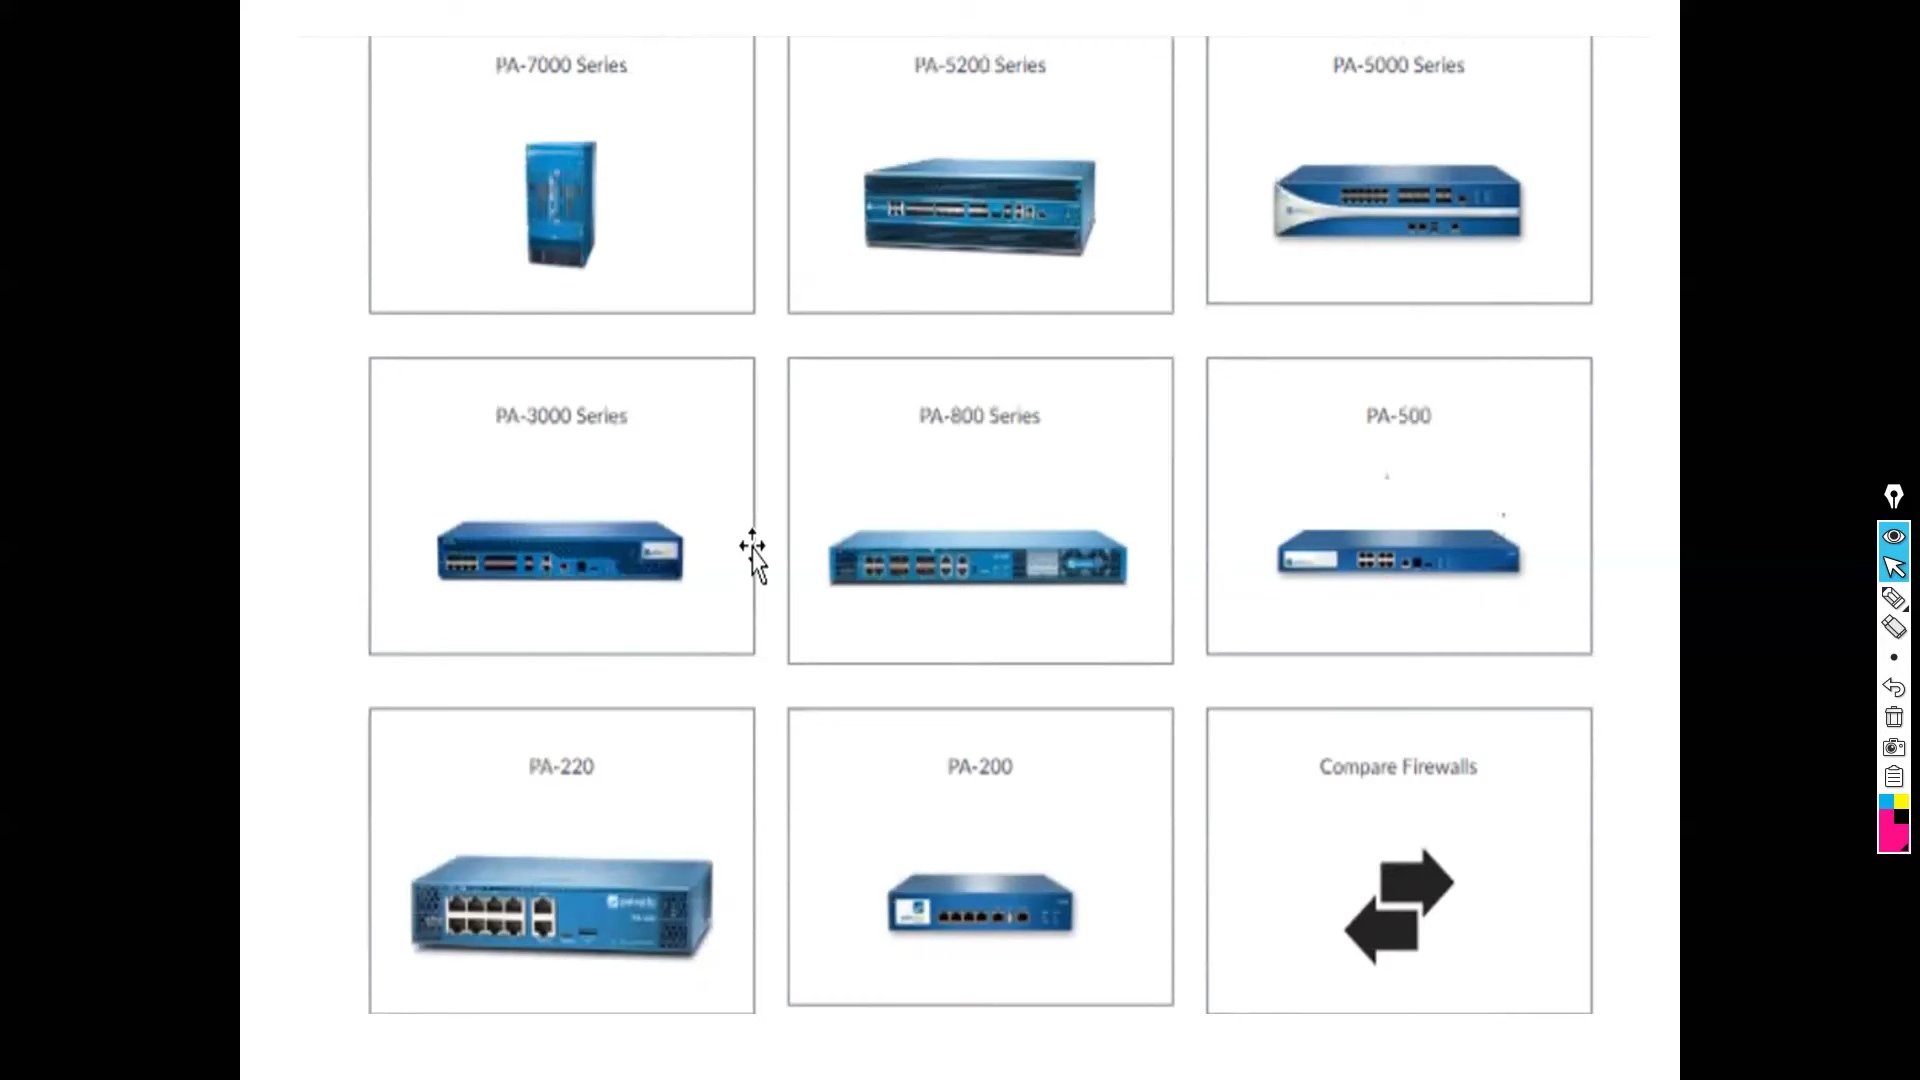 PA-7000 Series
PA-5200 Series
PA-5000 Series
PA-3000 Series
PA-800 Series
PA-500
PA-220
PA-200
Compare Firewalls